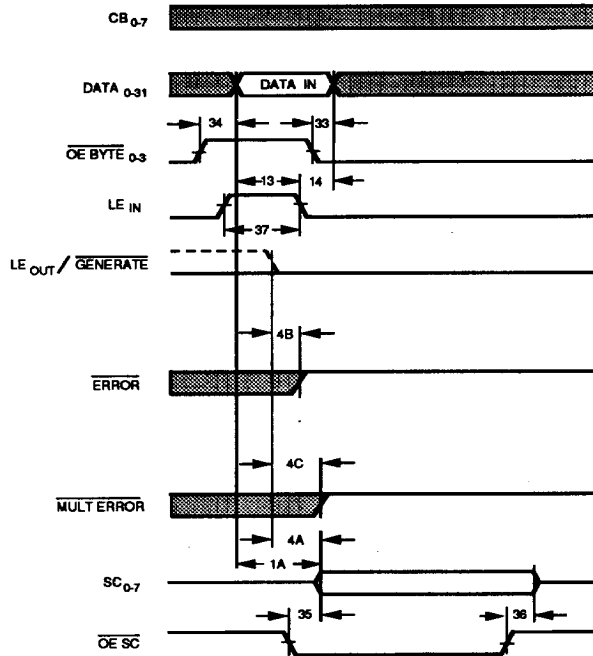 CB 0-7
DATA 0-31
DATA IN
34
33
OE BYTE 0-3
13
14
LE IN
37
LE OUT / GENERATE
4B
ERROR
4C
MULT ERROR
4A
1A
SC 0-7
35
36
OE SC